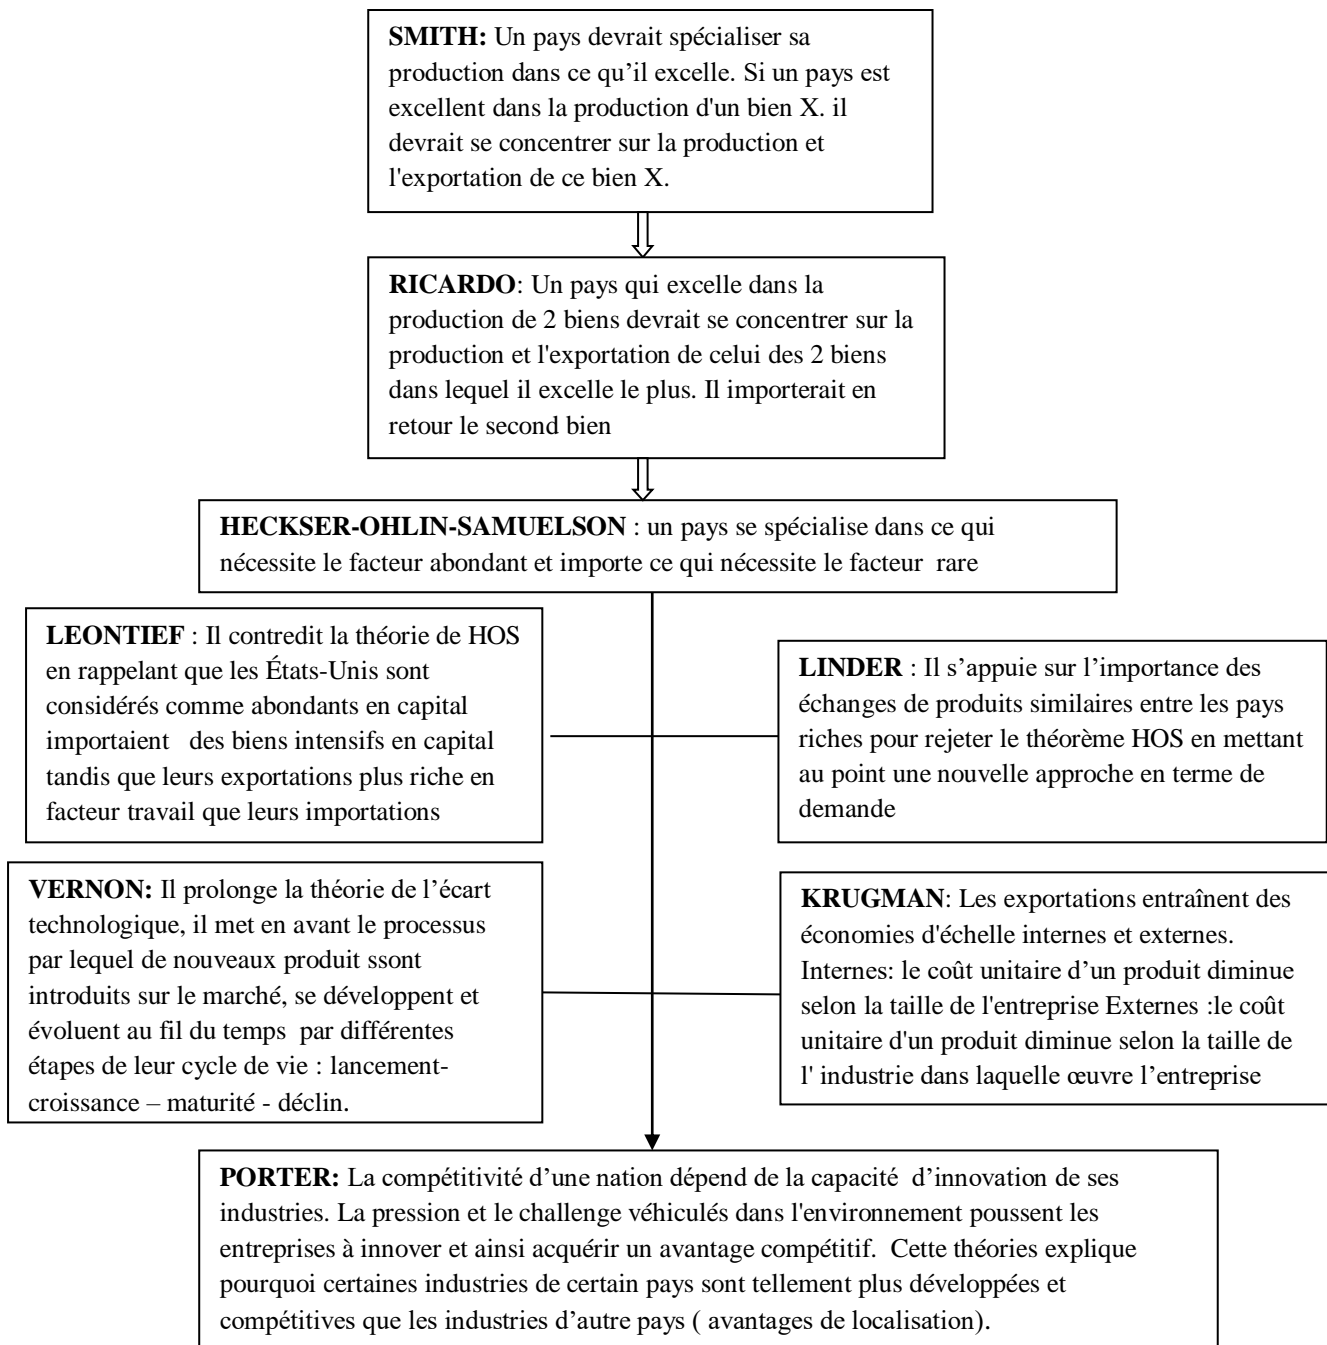 SMITH: Un pays devrait spécialiser sa
production dans ce qu’il excelle. Si un pays est
excellent dans la production d'un bien X. il
devrait se concentrer sur la production et
l'exportation de ce bien X.
RICARDO: Un pays qui excelle dans la
production de 2 biens devrait se concentrer sur la
production et l'exportation de celui des 2 biens
dans lequel il excelle le plus. Il importerait en
retour le second bien
HECKSER-OHLIN-SAMUELSON : un pays se spécialise dans ce qui
nécessite le facteur abondant et importe ce qui nécessite le facteur rare
LEONTIEF : Il contredit la théorie de HOS
en rappelant que les États-Unis sont
considérés comme abondants en capital
importaient des biens intensifs en capital
tandis que leurs exportations plus riche en
facteur travail que leurs importations
LINDER : Il s’appuie sur l’importance des
échanges de produits similaires entre les pays
riches pour rejeter le théorème HOS en mettant
au point une nouvelle approche en terme de
demande
VERNON: Il prolonge la théorie de l’écart
technologique, il met en avant le processus
par lequel de nouveaux produit ssont
introduits sur le marché, se développent et
évoluent au fil du temps par différentes
étapes de leur cycle de vie : lancement-
croissance – maturité - déclin.
KRUGMAN: Les exportations entraînent des
économies d'échelle internes et externes.
Internes: le coût unitaire d’un produit diminue
selon la taille de l'entreprise Externes :le coût
unitaire d'un produit diminue selon la taille de
l' industrie dans laquelle œuvre l’entreprise
PORTER: La compétitivité d’une nation dépend de la capacité d’innovation de ses
industries. La pression et le challenge véhiculés dans l'environnement poussent les
entreprises à innover et ainsi acquérir un avantage compétitif. Cette théories explique
pourquoi certaines industries de certain pays sont tellement plus développées et
compétitives que les industries d’autre pays ( avantages de localisation).